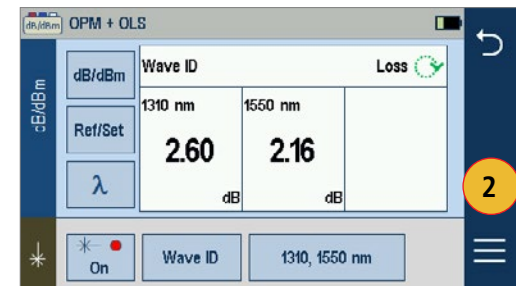 dB/dBm OPM + OLS
dB/dBm
dB/dBm
Ref/Set
λ
Wave ID Loss
1310 nm 1550 nm
2.60 2.16
dB dB
2
On
Wave ID
1310, 1550 nm